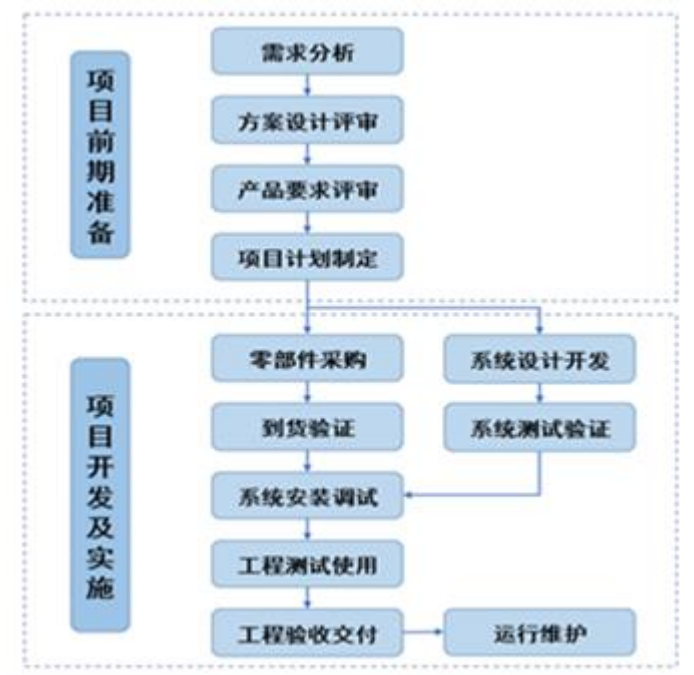 项目前期准备
需求分析
方案设计评审
产品要求评审
项目计划制定
项目开发及实施
零部件采购
系统设计开发
到货验证
系统测试验证
系统安装调试
工程测试使用
工程验收交付
运行维护